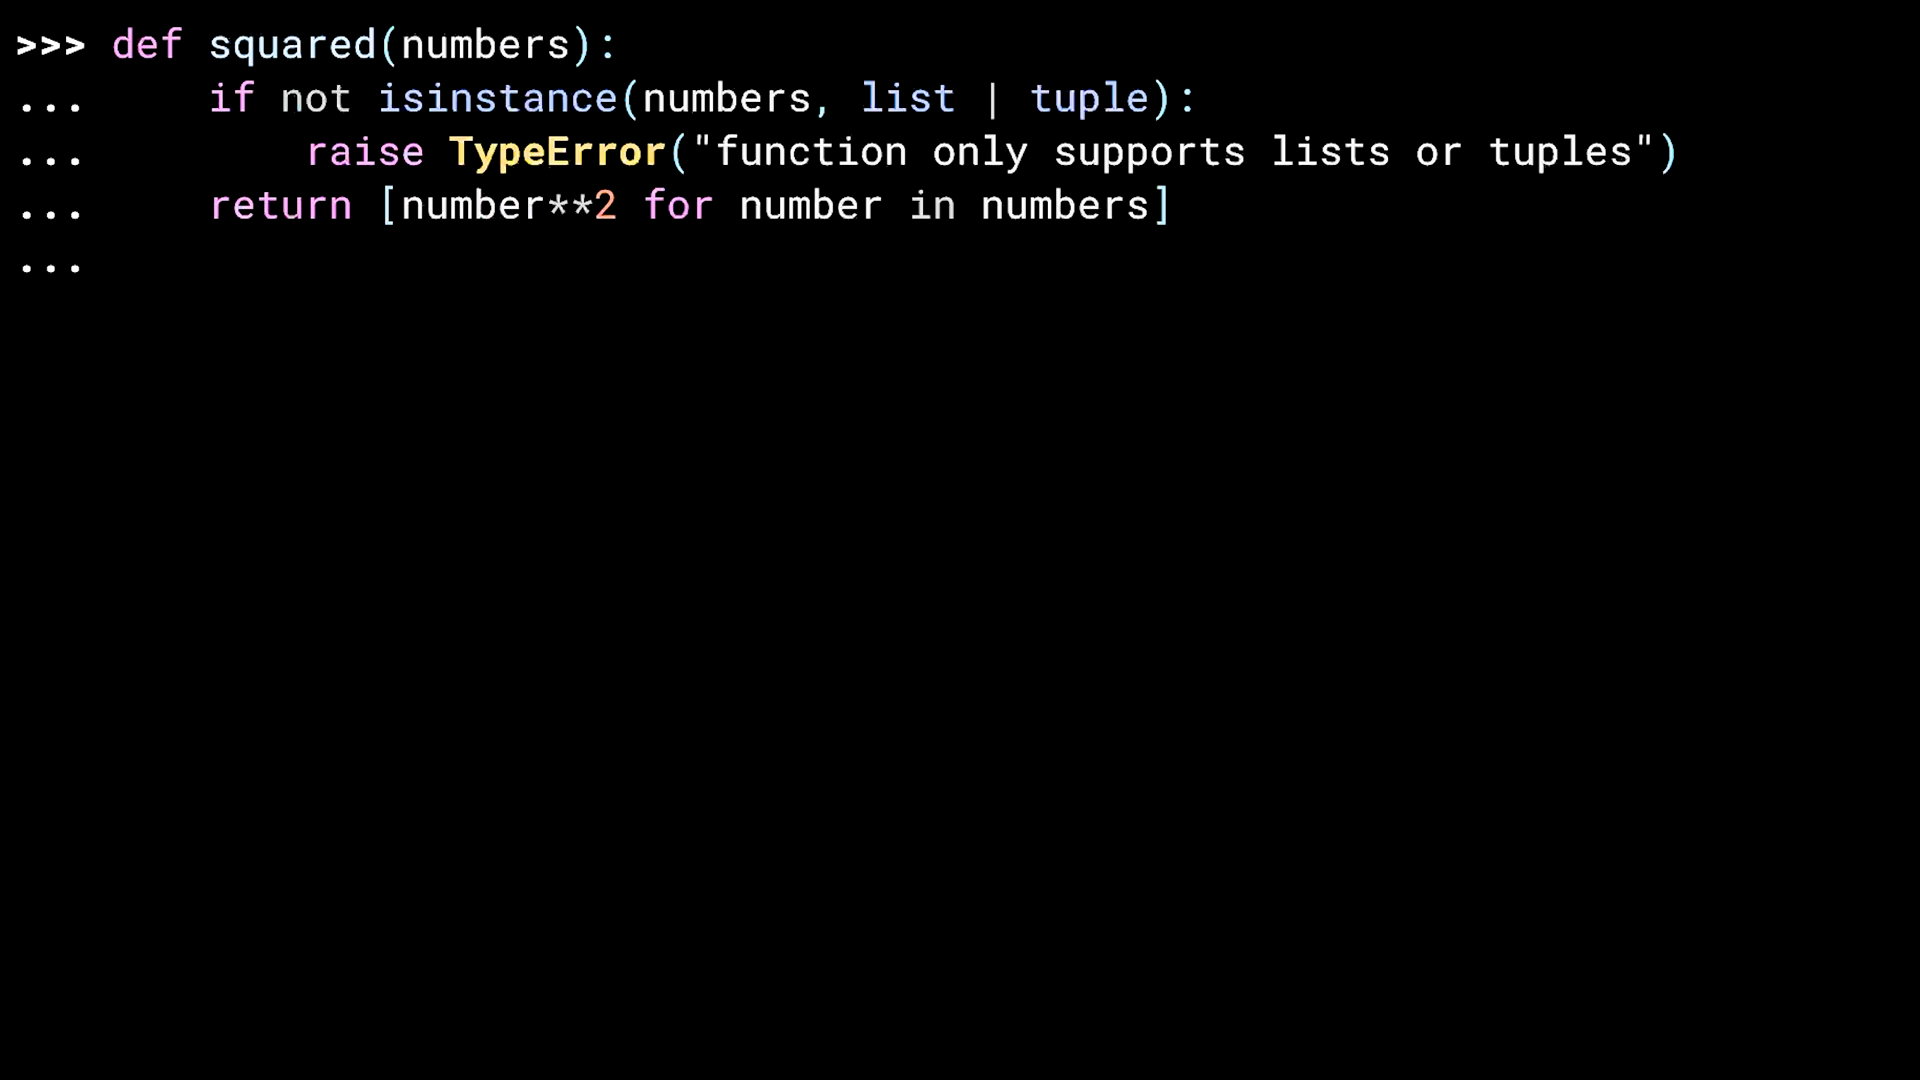 >>> def squared(numbers):
...     if not isinstance(numbers, list | tuple):
...         raise TypeError("function only supports lists or tuples")
...     return [number**2 for number in numbers]
...